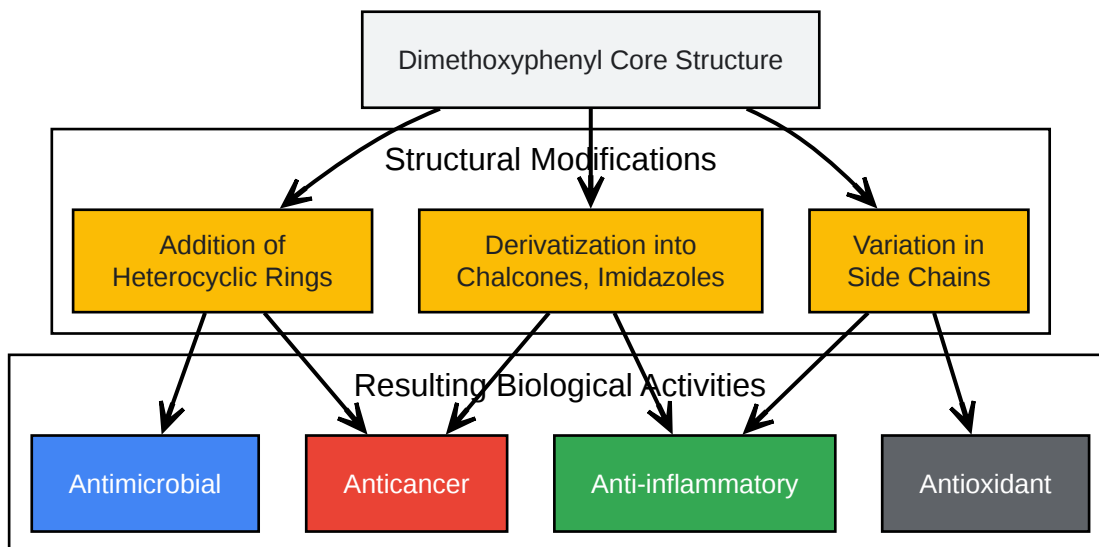 Dimethoxyphenyl Core Structure
Structural Modifications
Addition of
Heterocyclic Rings
Derivatization into
Chalcones, Imidazoles
Variation in
Side Chains
Resulting Biological Activities
Antimicrobial
Anticancer
Anti-inflammatory
Antioxidant